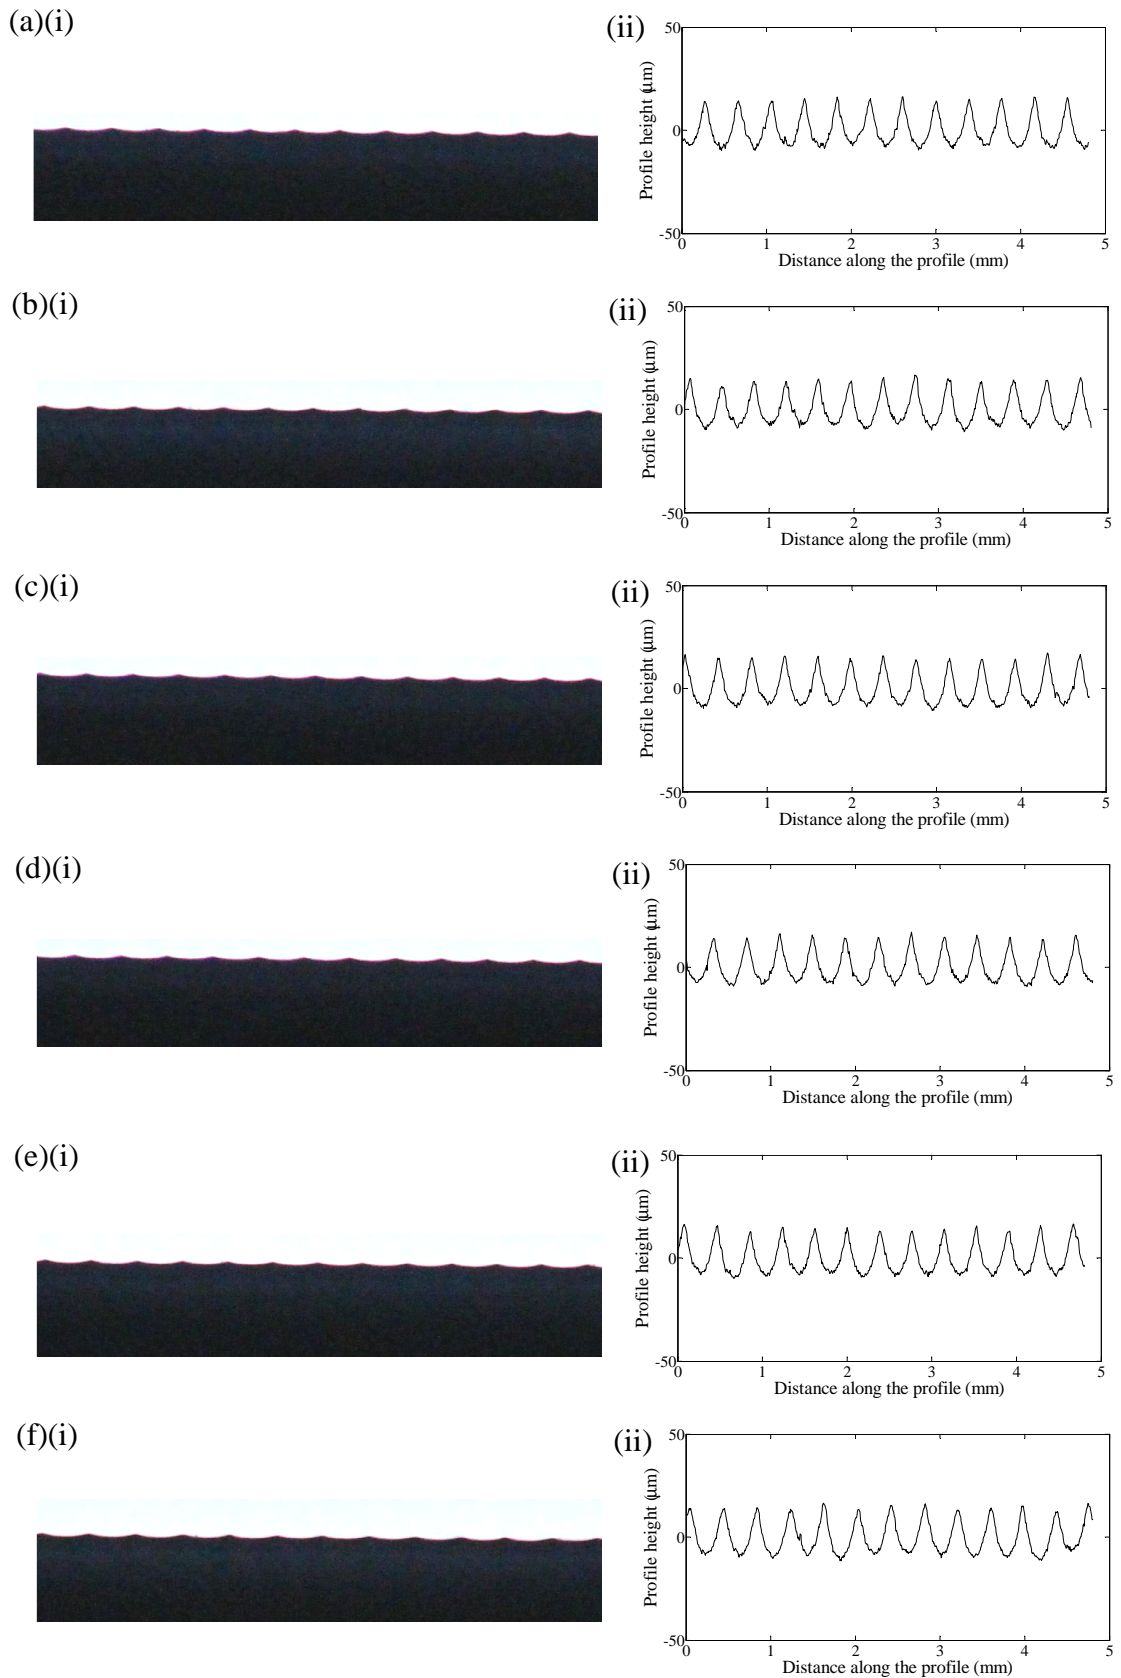 (a)(i)
(ii)
50
0
-50
Profile height (μm)
0 1 2 3 4 5
Distance along the profile (mm)
(b)(i)
(ii)
50
0
-50
Profile height (μm)
0 1 2 3 4 5
Distance along the profile (mm)
(c)(i)
(ii)
50
0
-50
Profile height (μm)
0 1 2 3 4 5
Distance along the profile (mm)
(d)(i)
(ii)
50
0
-50
Profile height (μm)
0 1 2 3 4 5
Distance along the profile (mm)
(e)(i)
(ii)
50
0
-50
Profile height (μm)
0 1 2 3 4 5
Distance along the profile (mm)
(f)(i)
(ii)
50
0
-50
Profile height (μm)
0 1 2 3 4 5
Distance along the profile (mm)